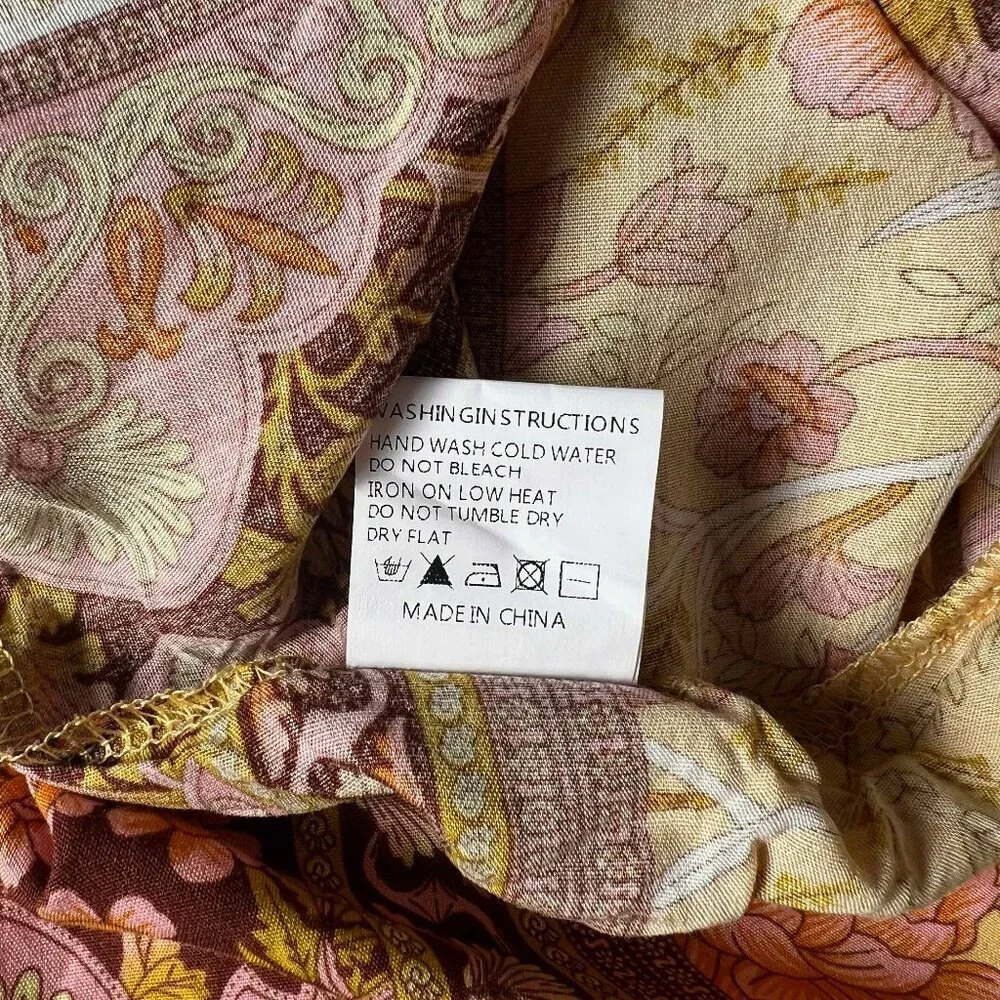 WASHINGINSTRUCTIONS
HAND WASH COLD WATER
DO NOT BLEACH
IRON ON LOW HEAT
DO NOT TUMBLE DRY
DRY FLAT
MADE IN CHINA